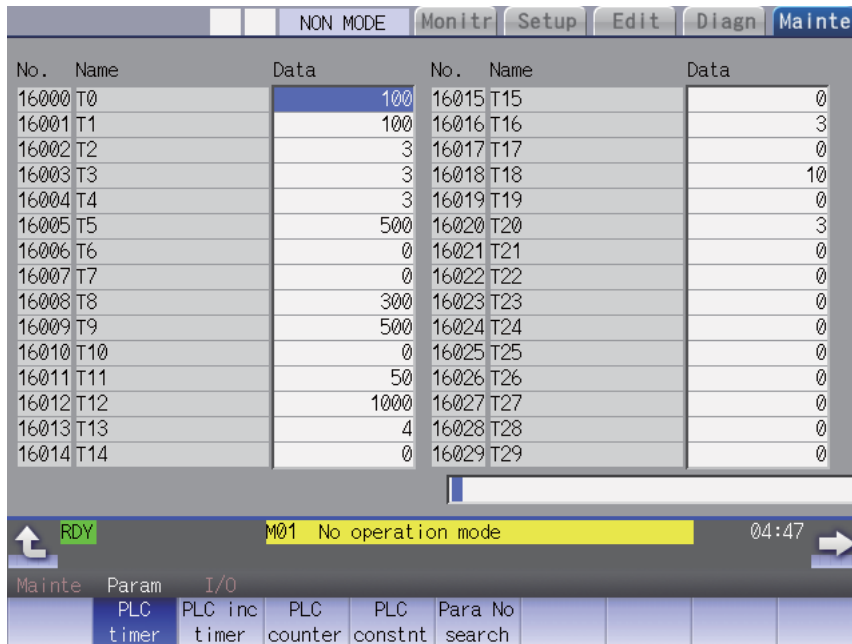 NON MODE Monitr Setup Edit Diagn Mainte
No. Name Data No. Name Data
16000 T0 100 16015 T15 0
16001 T1 100 16016 T16 3
16002 T2 3 16017 T17 0
16003 T3 3 16018 T18 10
16004 T4 3 16019 T19 0
16005 T5 500 16020 T20 3
16006 T6 0 16021 T21 0
16007 T7 0 16022 T22 0
16008 T8 300 16023 T23 0
16009 T9 500 16024 T24 0
16010 T10 0 16025 T25 0
16011 T11 50 16026 T26 0
16012 T12 1000 16027 T27 0
16013 T13 4 16028 T28 0
16014 T14 0 16029 T29 0
RDY M01 No operation mode 04:47
Mainte Param I/O
PLC PLC inc PLC PLC Para No
timer timer counter constnt search